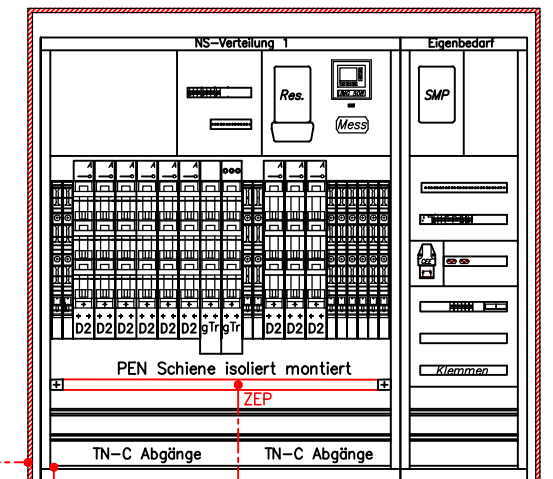 NS-Verteilung 1
Eigenbedarf
Res.
Mess
SMP
A A A A A A A A A
D2 D2 D2 D2 D2 D2 gTr gTr D2 D2 D2
CEE
PEN Schiene isoliert montiert
Klemmen
ZEP
TN-C Abgänge
TN-C Abgänge